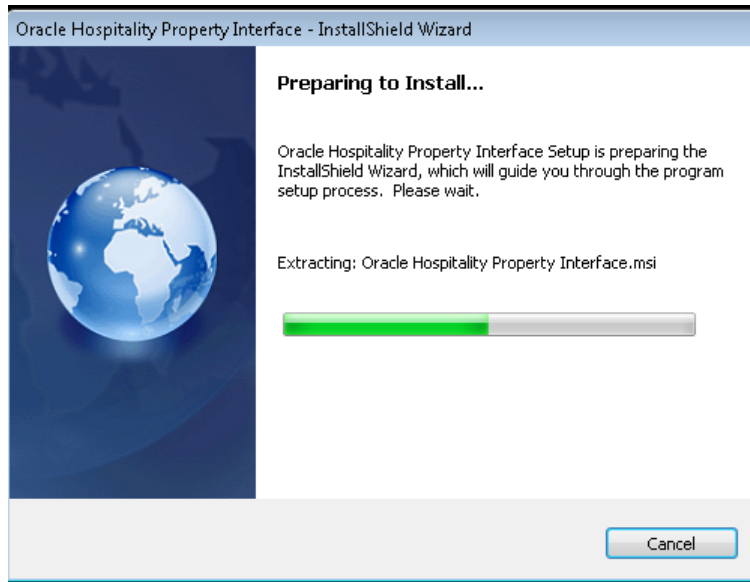 Oracle Hospitality Property Interface - InstallShield Wizard
Preparing to Install...
Oracle Hospitality Property Interface Setup is preparing the
InstallShield Wizard, which will guide you through the program
setup process. Please wait.
Extracting: Oracle Hospitality Property Interface.msi
Cancel